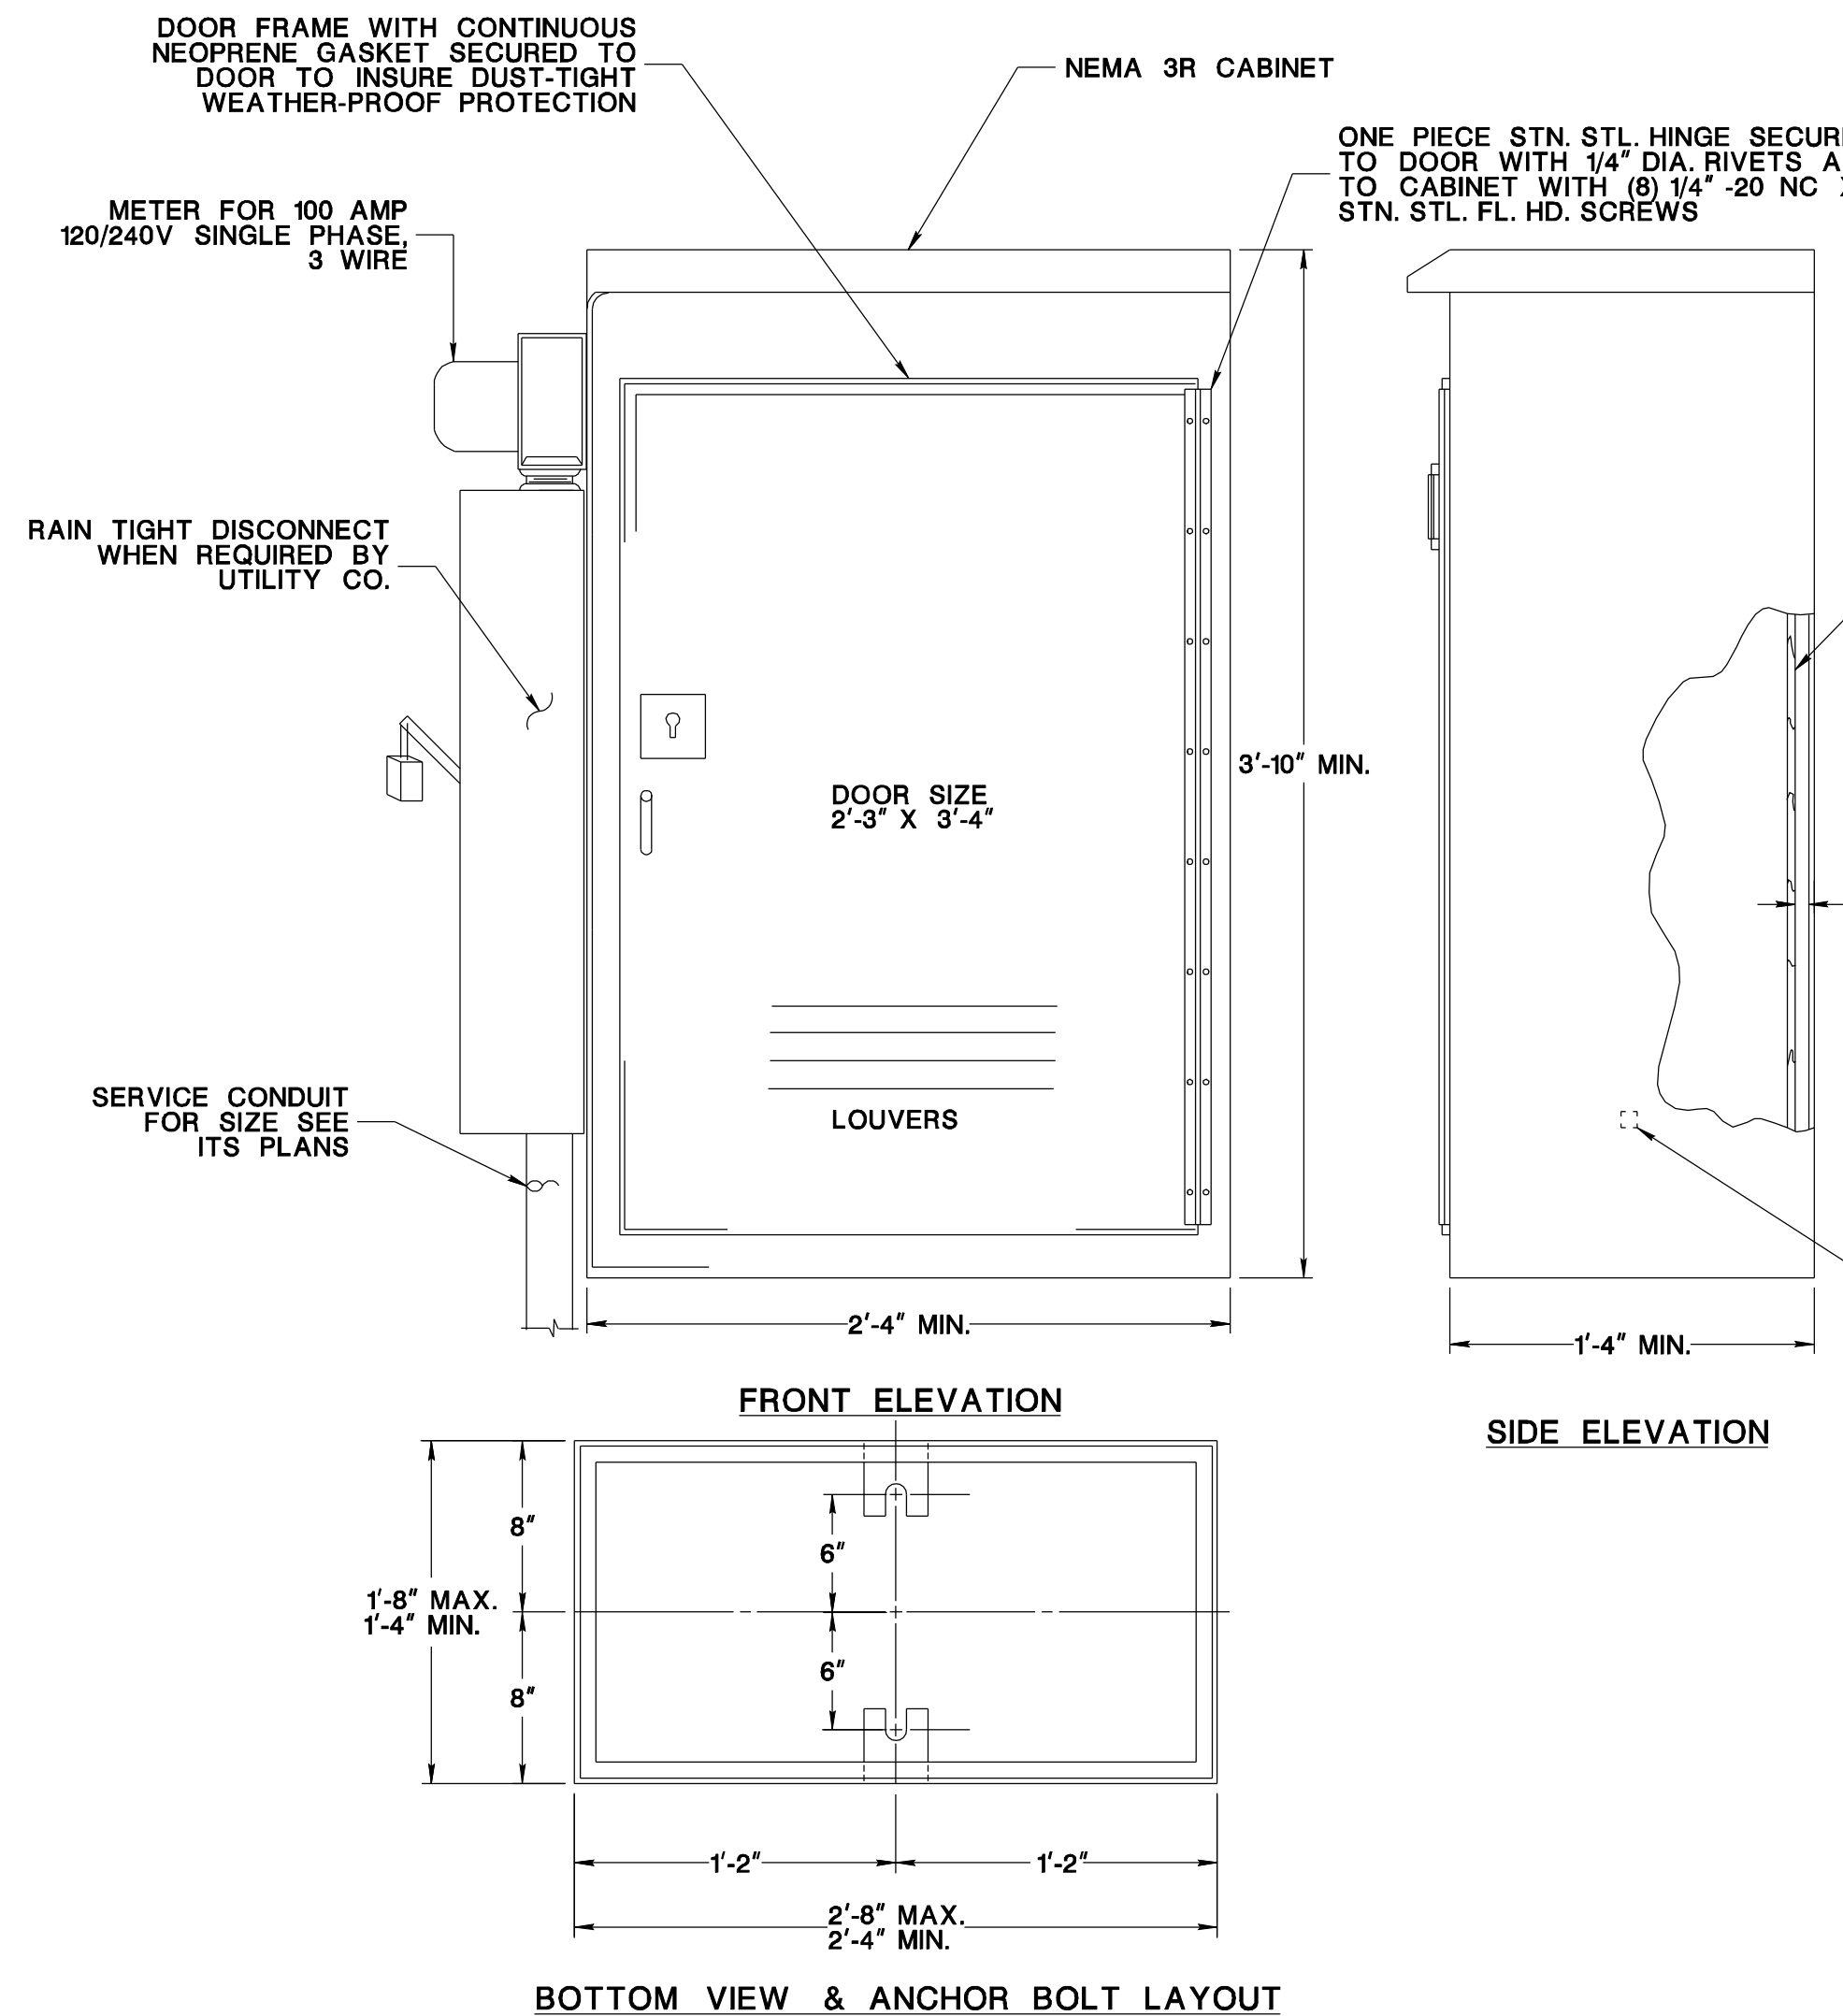 DOOR FRAME WITH CONTINUOUS
NEOPRENE GASKET SECURED TO
DOOR TO INSURE DUST-TIGHT
WEATHER-PROOF PROTECTION
NEMA 3R CABINET
ONE PIECE STN. STL. HINGE
TO DOOR WITH 1/4" DIA. RIVETS
TO CABINET WITH (8) 1/4" -20 NC
STN. STL. FL. HD. SCREWS
METER FOR 100 AMP
120/240V SINGLE PHASE,
3 WIRE
RAIN TIGHT DISCONNECT
WHEN REQUIRED BY
UTILITY CO.
3'-10" MIN.
DOOR SIZE
2'-3" X 3'-4"
SERVICE CONDUIT
FOR SIZE SEE
ITS PLANS
LOUVERS
2'-4" MIN.
1'-4" MIN.
FRONT ELEVATION
SIDE ELEVATION
8"
6"
1'-8" MAX.
1'-4" MIN.
6"
8"
1'-2"
1'-2"
2'-8" MAX.
2'-4" MIN.
BOTTOM VIEW & ANCHOR BOLT LAYOUT